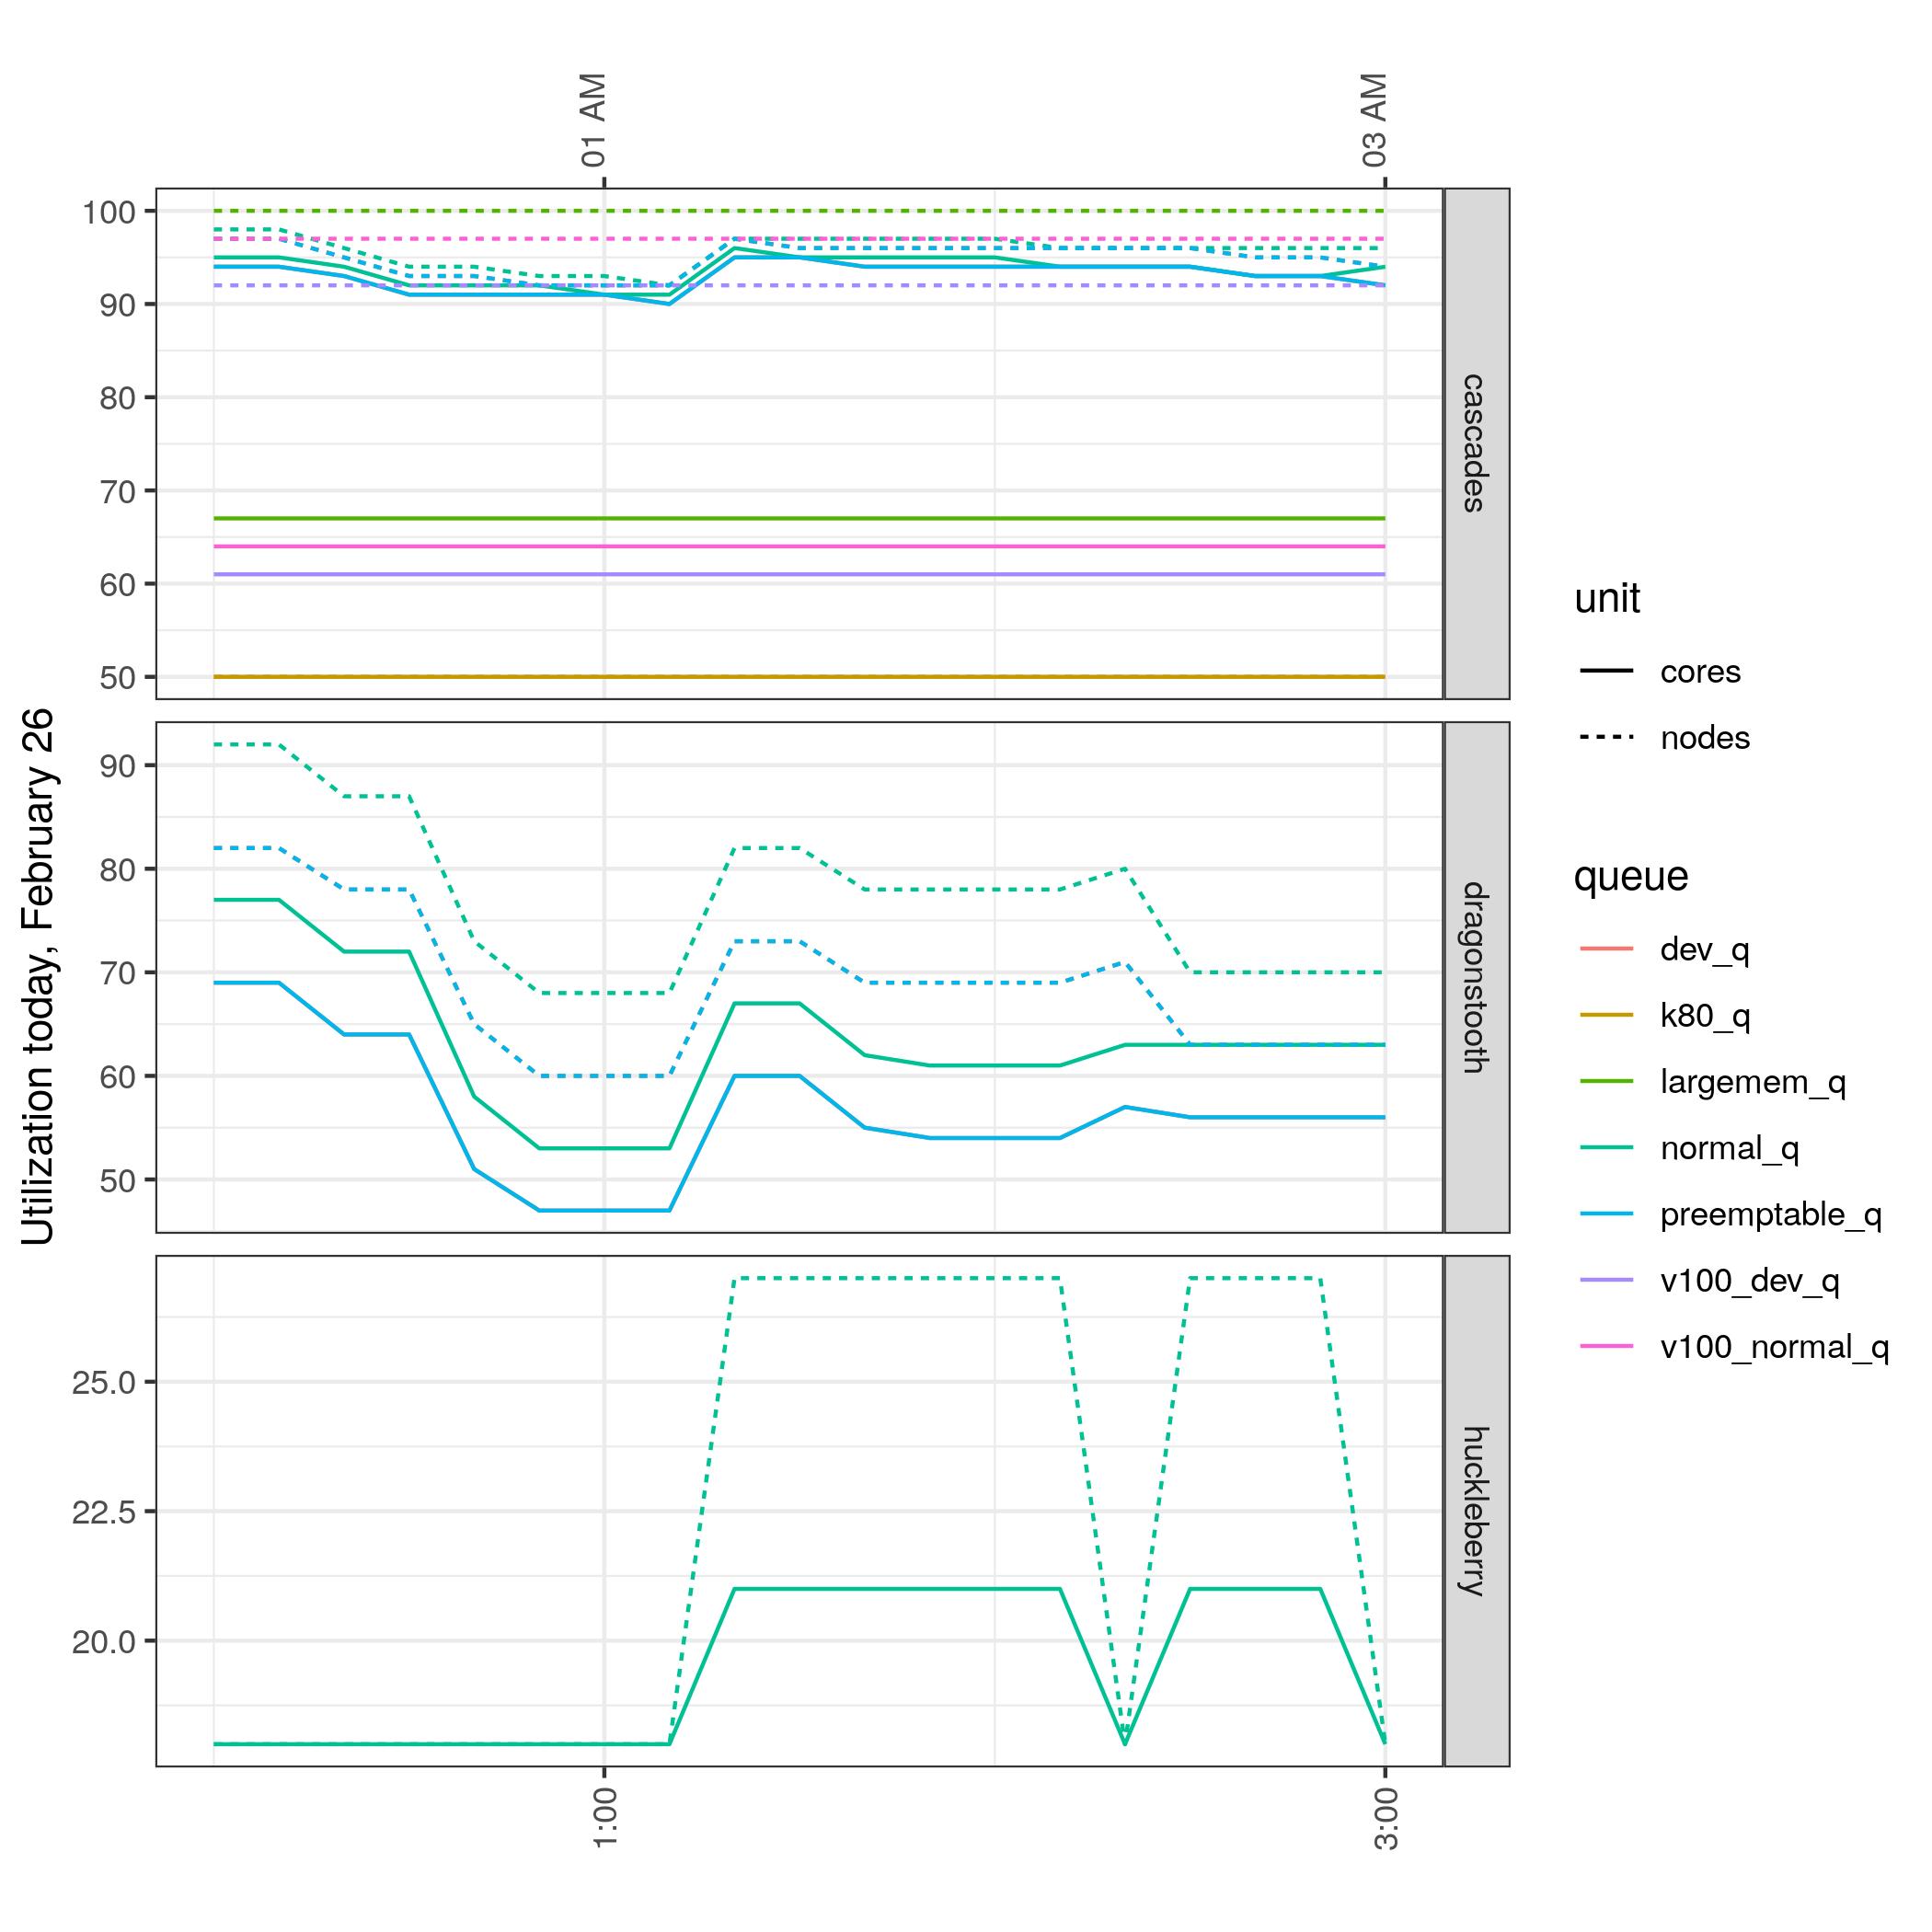 01 AM
03 AM
Utilization today, February 26
100
90
80
70
60
50
cascades
90
80
70
60
50
dragonstooth
25.0
22.5
20.0
huckleberry
1:00
3:00
unit
cores
nodes
queue
dev_q
k80_q
largemem_q
normal_q
preemptable_q
v100_dev_q
v100_normal_q